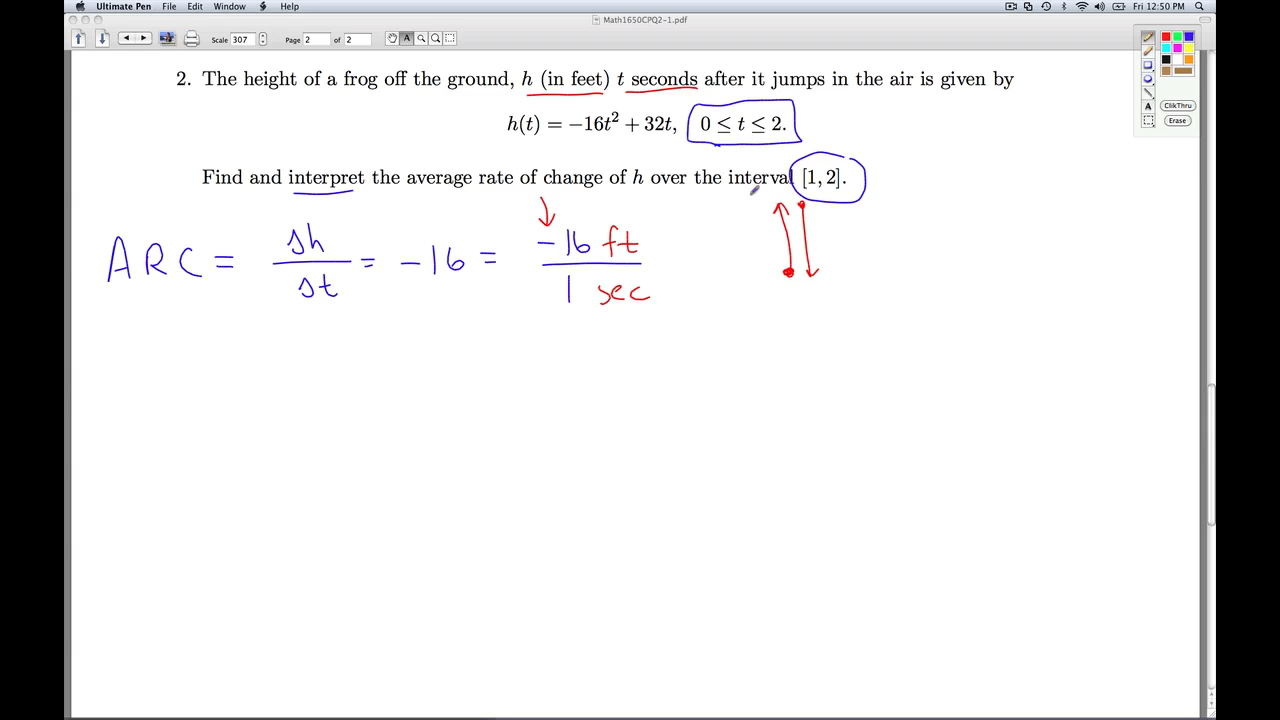 Ultimate Pen File Edit Window Help Fri 12:50 PM
Math1650CPQ2-1.pdf
Scale 307 Page 2 of 2
2. The height of a frog off the ground, h (in feet) t seconds after it jumps in the air is given by
h(t) = −16t² + 32t, 0 ≤ t ≤ 2.
Find and interpret the average rate of change of h over the interval [1, 2].
ARC = Δh/Δt = -16 = -16 ft / 1 sec
A
ClikThru
Erase